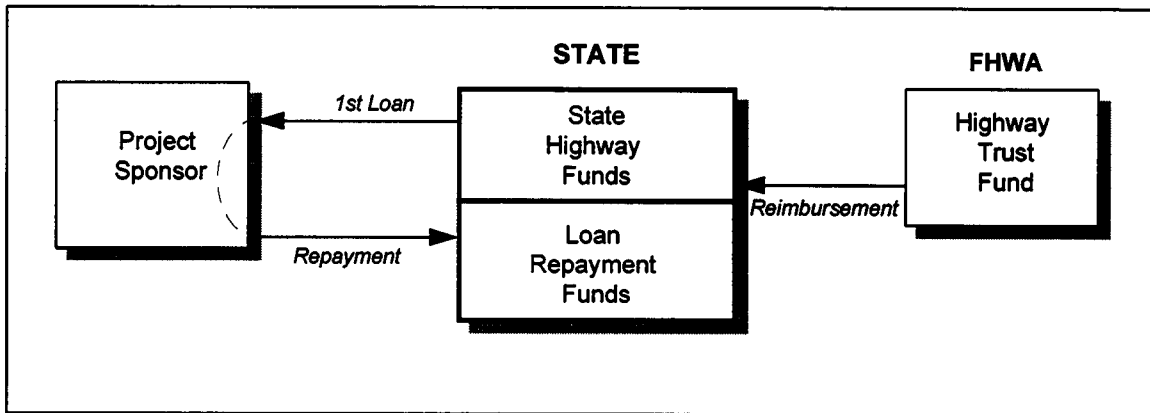 STATE
FHWA
1st Loan
Project
Sponsor
State
Highway
Funds
Highway
Trust
Fund
Reimbursement
Repayment
Loan
Repayment
Funds